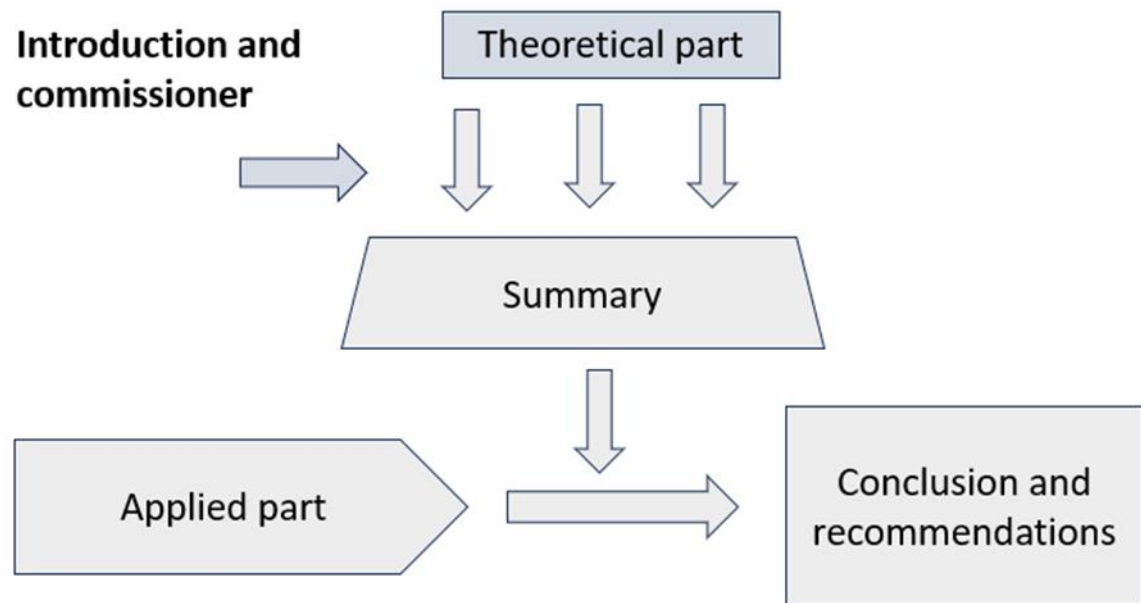 Introduction and
commissioner
Theoretical part
Summary
Applied part
Conclusion and
recommendations